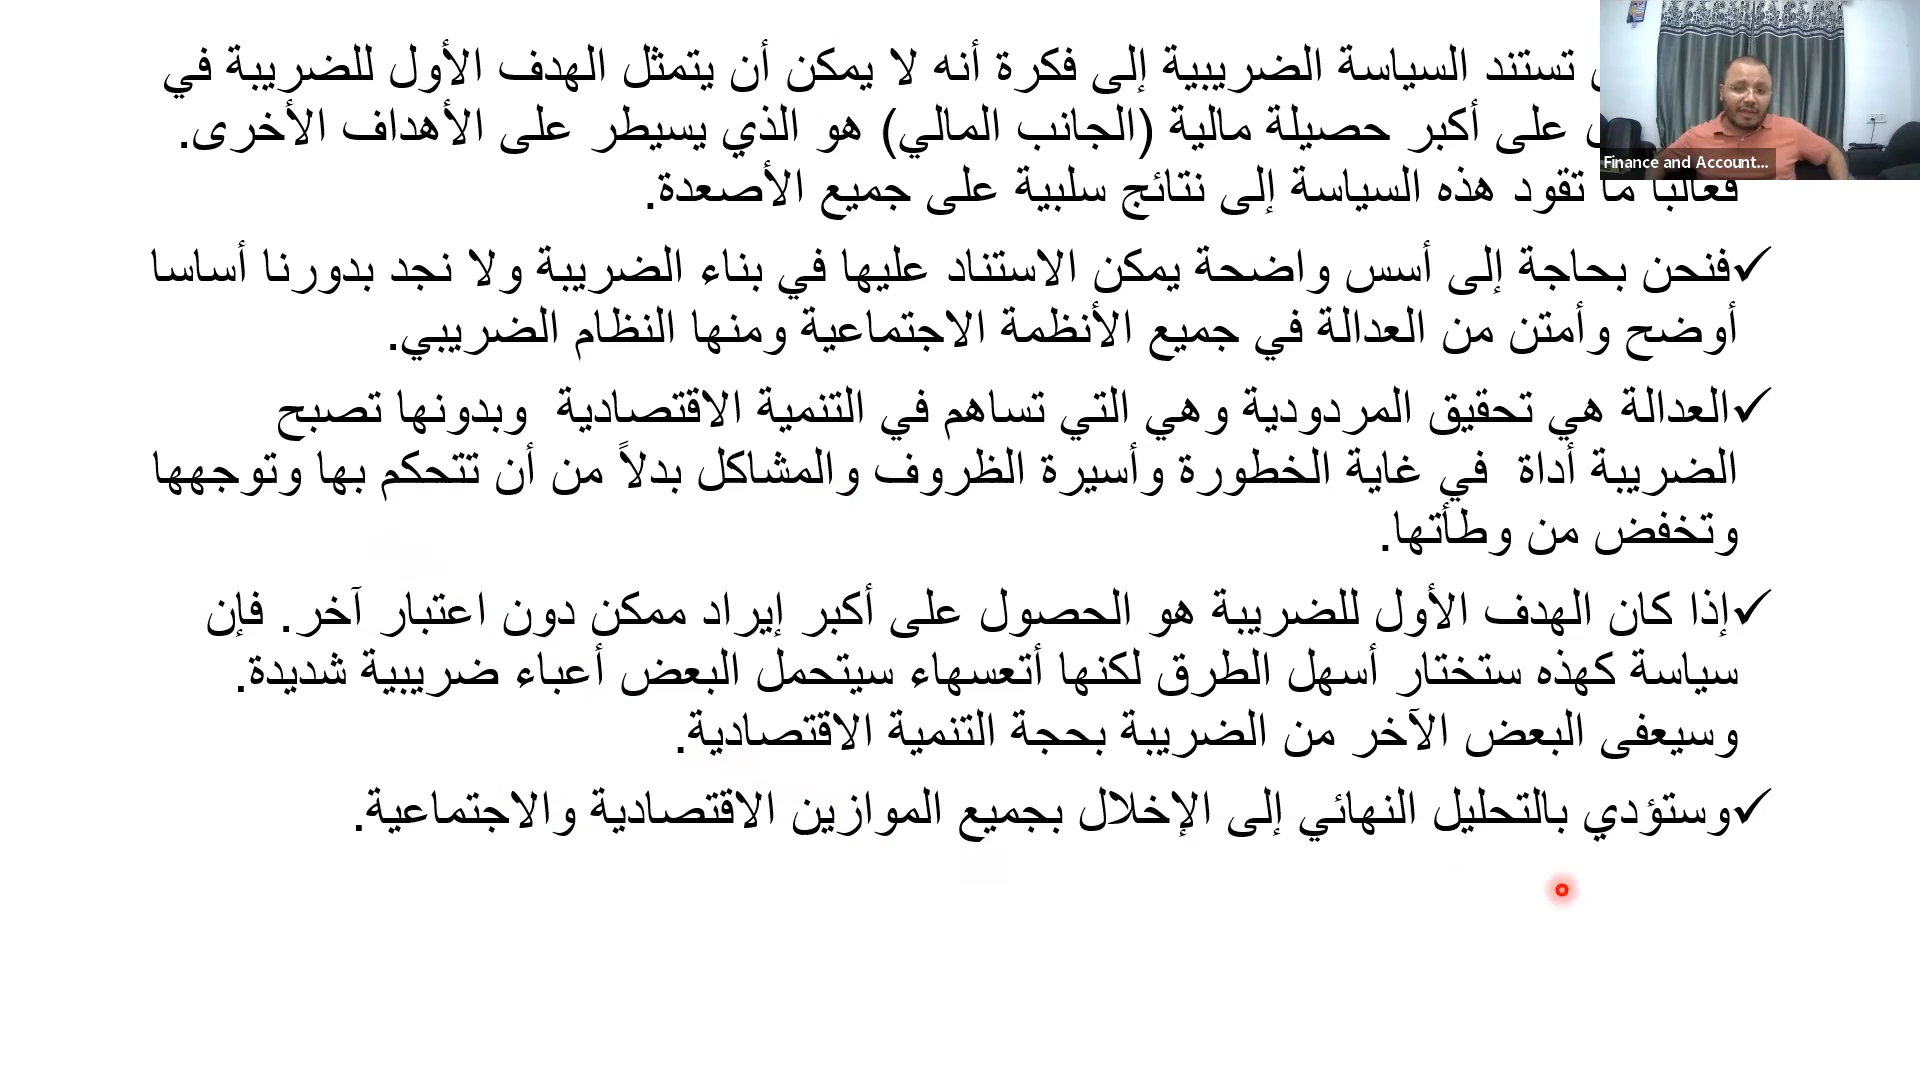 تستند السياسة الضريبية إلى فكرة أنه لا يمكن أن يتمثل الهدف الأول للضريبة في
على أكبر حصيلة مالية (الجانب المالي) هو الذي يسيطر على الأهداف الأخرى.
فغالبا ما تقود هذه السياسة إلى نتائج سلبية على جميع الأصعدة.
✓فنحن بحاجة إلى أسس واضحة يمكن الاستناد عليها في بناء الضريبة ولا نجد بدورنا أساسا
أوضح وأمتن من العدالة في جميع الأنظمة الاجتماعية ومنها النظام الضريبي.
✓العدالة هي تحقيق المردودية وهي التي تساهم في التنمية الاقتصادية وبدونها تصبح
الضريبة أداة في غاية الخطورة وأسيرة الظروف والمشاكل بدلاً من أن تتحكم بها وتوجهها
وتخفض من وطأتها.
✓إذا كان الهدف الأول للضريبة هو الحصول على أكبر إيراد ممكن دون اعتبار آخر. فإن
سياسة كهذه ستختار أسهل الطرق لكنها أتعسهاء سيتحمل البعض أعباء ضريبية شديدة.
وسيعفى البعض الآخر من الضريبة بحجة التنمية الاقتصادية.
✓وستؤدي بالتحليل النهائي إلى الإخلال بجميع الموازين الاقتصادية والاجتماعية.
Finance and Account...